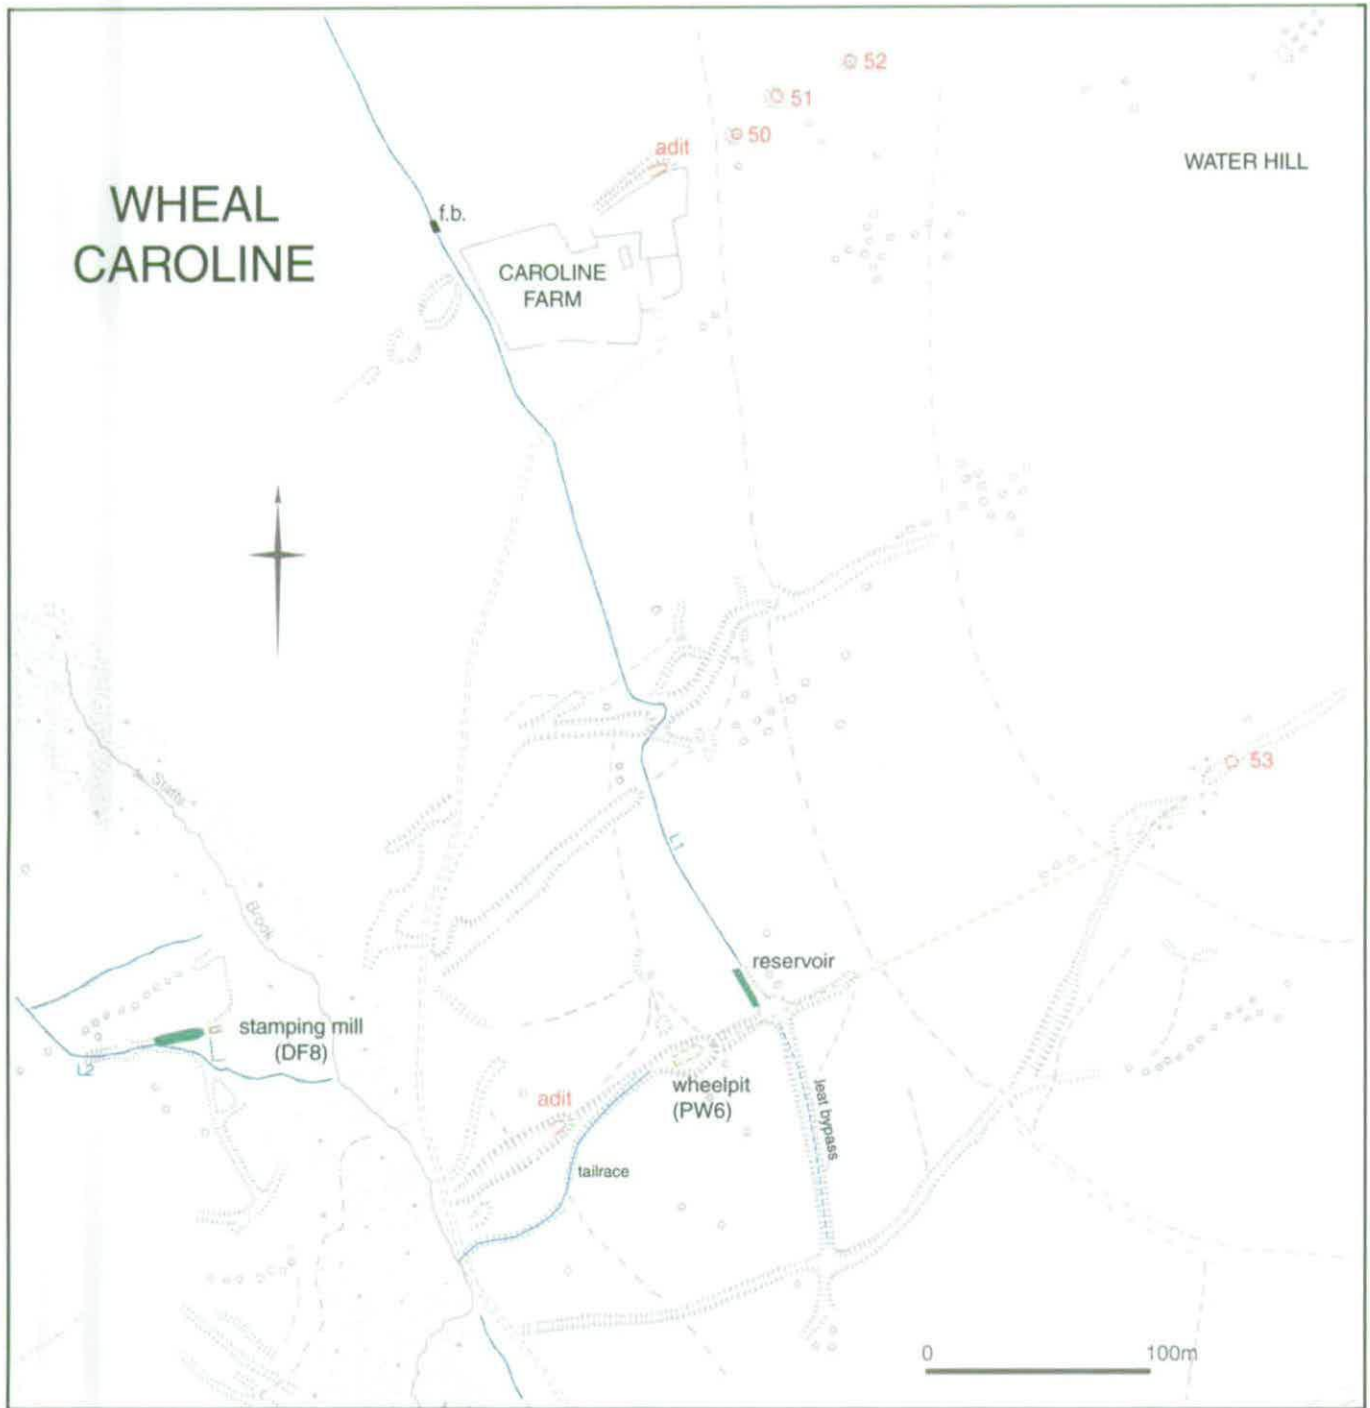 52
51
50
adit
WATER HILL
WHEAL
CAROLINE
f.b.
CAROLINE
FARM
53
Statts
Brook
L1
reservoir
stamping mill
(DF8)
L2
wheelpit
(PW6)
adit
leat bypass
tailrace
0 100m